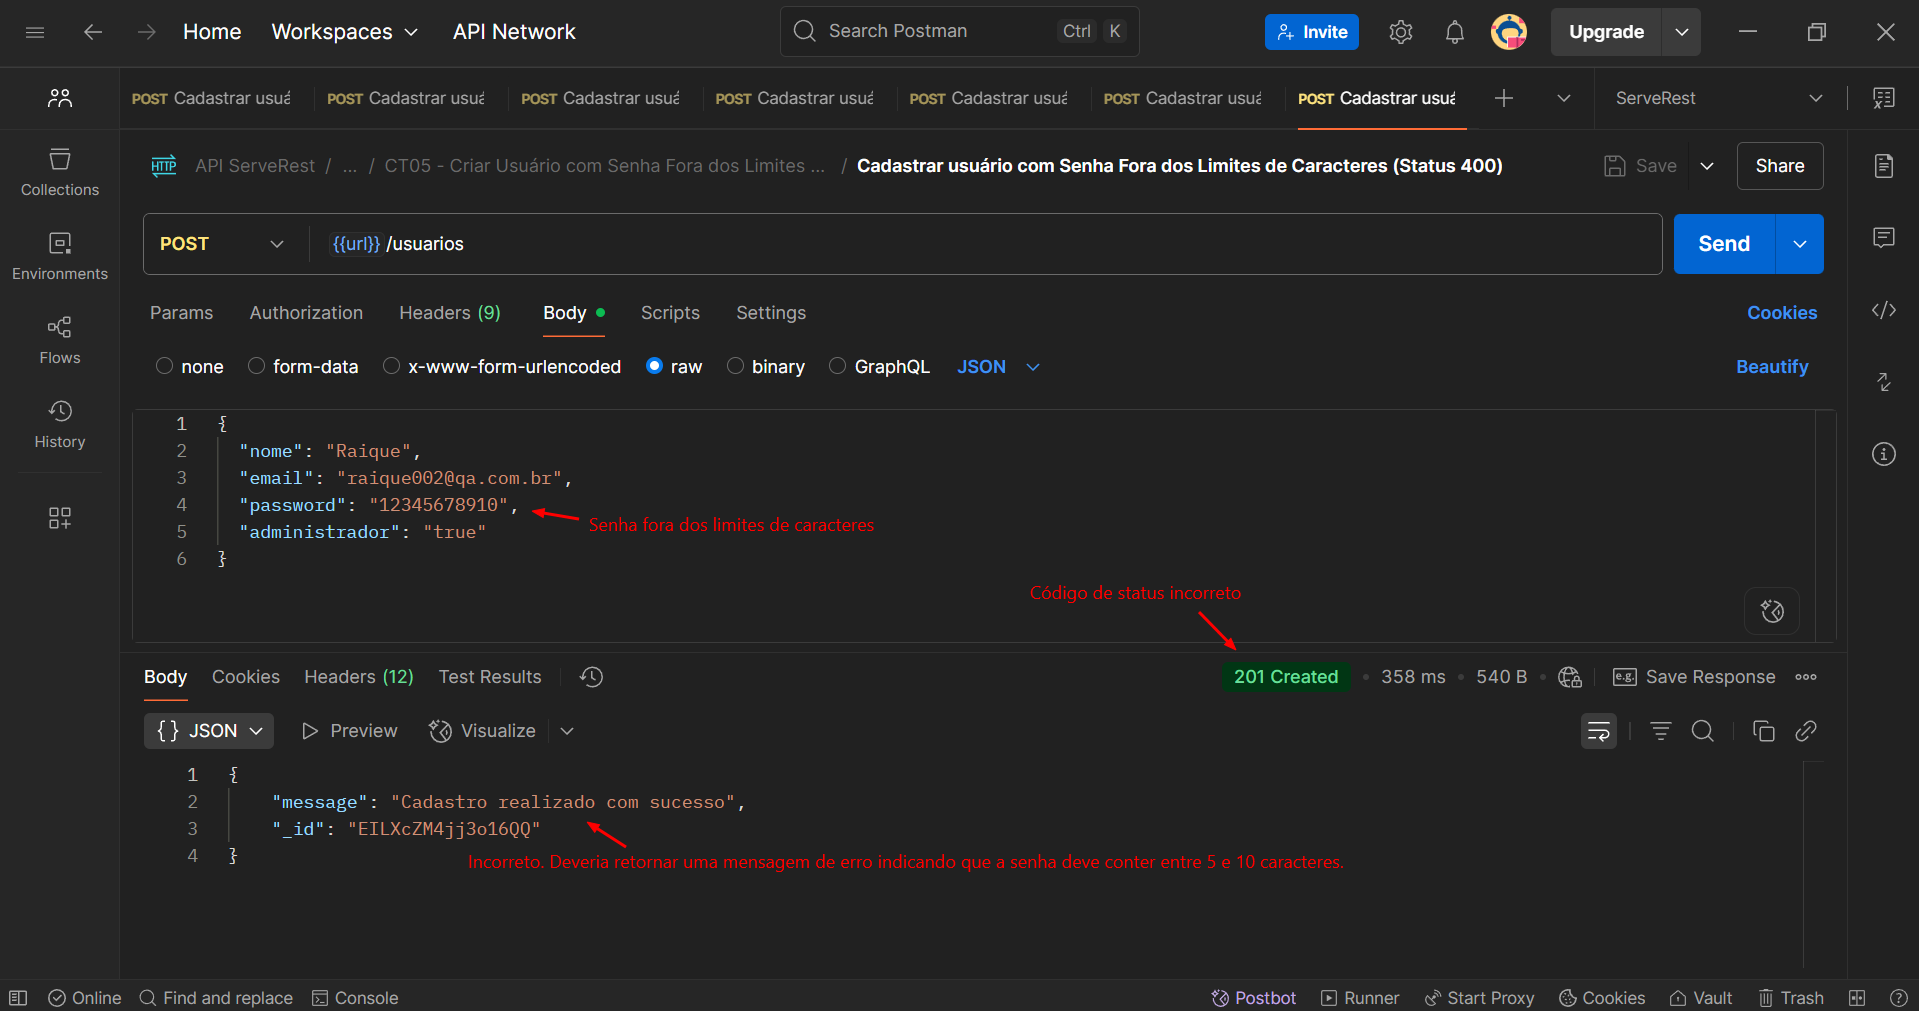 Home Workspaces API Network Search Postman Ctrl K Invite Upgrade
POST Cadastrar usuá POST Cadastrar usuá POST Cadastrar usuá POST Cadastrar usuá POST Cadastrar usuá POST Cadastrar usuá POST Cadastrar usuá ServeRest
Collections
Environments
Flows
History
HTTP API ServeRest / ... / CT05 - Criar Usuário com Senha Fora dos Limites ... / Cadastrar usuário com Senha Fora dos Limites de Caracteres (Status 400) Save Share
POST {{url}} /usuarios Send
Params Authorization Headers (9) Body Scripts Settings Cookies
none form-data x-www-form-urlencoded raw binary GraphQL JSON Beautify
1 {
2 "nome": "Raique",
3 "email": "raique002@qa.com.br",
4 "password": "12345678910",
Senha fora dos limites de caracteres
5 "administrador": "true"
6 }
Código de status incorreto
Body Cookies Headers (12) Test Results 201 Created • 358 ms • 540 B • e.g. Save Response
{} JSON Preview Visualize
1 {
2 "message": "Cadastro realizado com sucesso",
3 "_id": "EILXcZM4jj3o16QQ"
4 }
Incorreto. Deveria retornar uma mensagem de erro indicando que a senha deve conter entre 5 e 10 caracteres.
Online Find and replace Console Postbot Runner Start Proxy Cookies Vault Trash